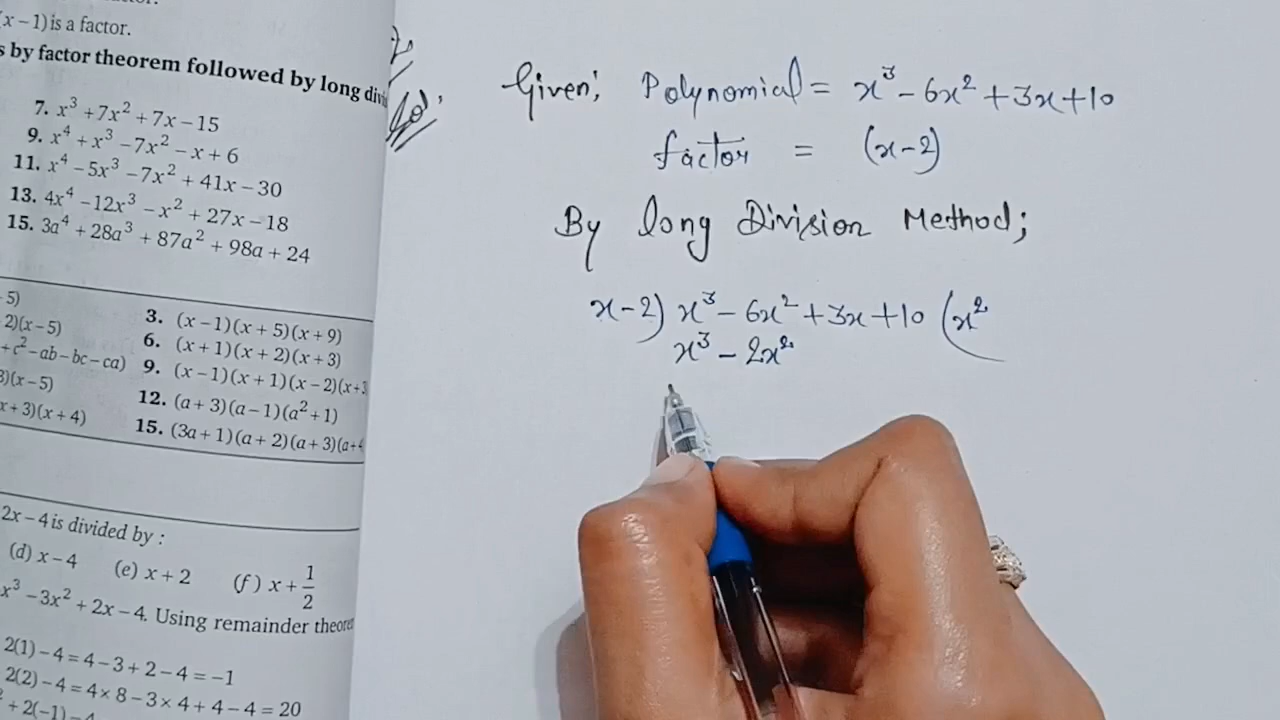 (x – 1) is a factor.
s by factor theorem followed by long
7. x³ + 7x² + 7x – 15
9. x⁴ + x³ – 7x² – x + 6
11. x⁴ – 5x³ – 7x² + 41x – 30
13. 4x⁴ – 12x³ – x² + 27x – 18
15. 3a⁴ + 28a³ + 87a² + 98a + 24
5)
2)(x – 5)
+ c² – ab – bc – ca)
)(x – 5)
x + 3)(x + 4)
3. (x – 1)(x + 5)(x + 9)
6. (x + 1)(x + 2)(x + 3)
9. (x – 1)(x + 1)(x – 2)(x + 3
12. (a + 3)(a – 1)(a² + 1)
15. (3a + 1)(a + 2)(a + 3)(a +
2x – 4 is divided by :
(d) x – 4 (e) x + 2 (f) x + 1/2
x³ – 3x² + 2x – 4. Using remainder
2(1) – 4 = 4 – 3 + 2 – 4 = –1
2(2) – 4 = 4 × 8 – 3 × 4 + 4 – 4 = 20
+ 2(–1) – 4
Given; Polynomial = x³ – 6x² + 3x + 10
factor = (x – 2)
By long Division Method;
x – 2) x³ – 6x² + 3x + 10 (x²
x³ – 2x²